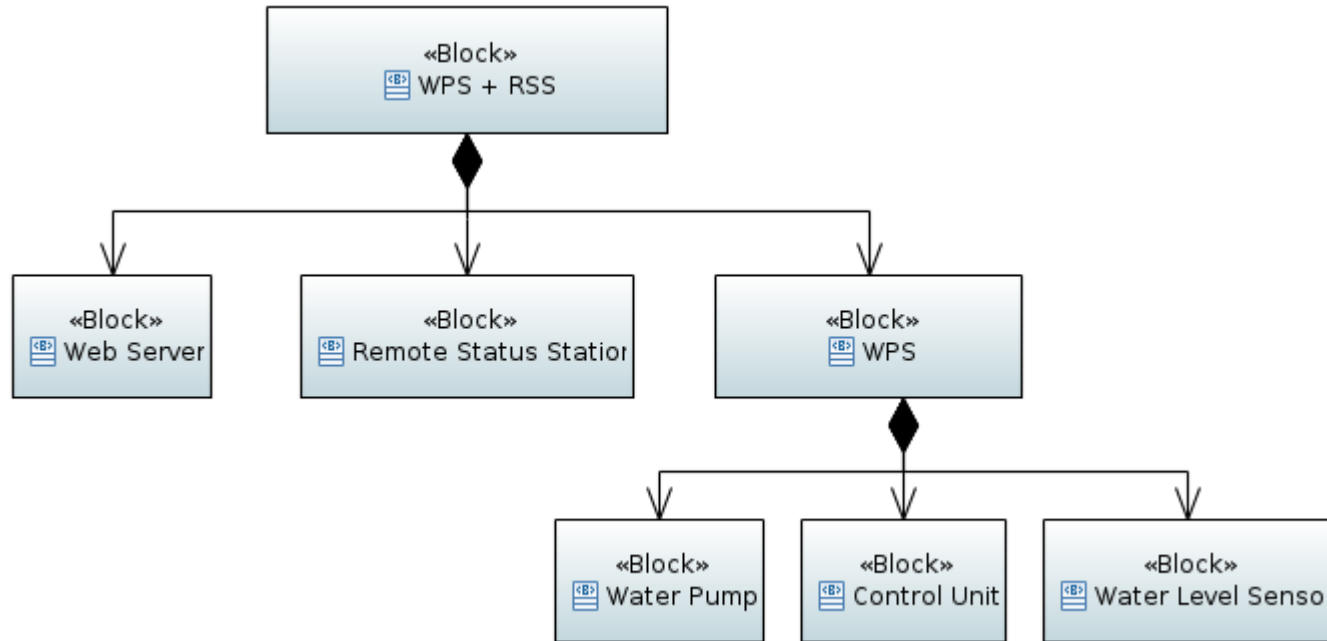 «Block»
WPS + RSS
«Block»
Web Server
«Block»
Remote Status Station
«Block»
WPS
«Block»
Water Pump
«Block»
Control Unit
«Block»
Water Level Senso